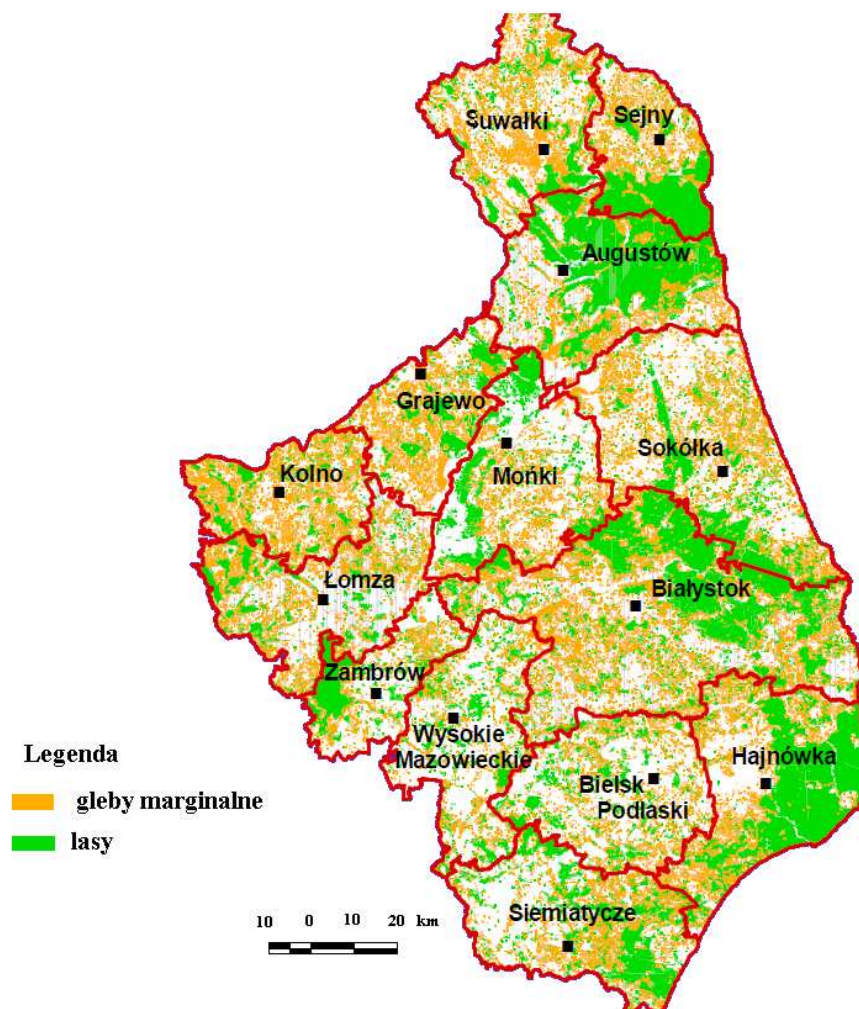 Suwałki
Sejny
Augustów
Grajewo
Sokółka
Kolno
Mońki
Łomza
Białystok
Zambrów
Wysokie
Mazowieckie
Legenda
Hajnówka
Bielsk
Podlaski
gleby marginalne
lasy
Siemiatycze
10 0 10 20 km